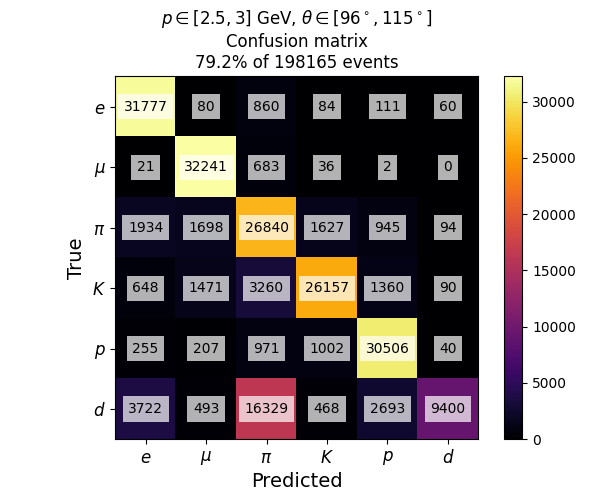 p ∈ [2.5, 3] GeV, θ ∈ [96°, 115°]
Confusion matrix
79.2% of 198165 events
True
e 31777 80 860 84 111 60
μ 21 32241 683 36 2 0
π 1934 1698 26840 1627 945 94
K 648 1471 3260 26157 1360 90
p 255 207 971 1002 30506 40
d 3722 493 16329 468 2693 9400
e μ π K p d
Predicted
30000
25000
20000
15000
10000
5000
0